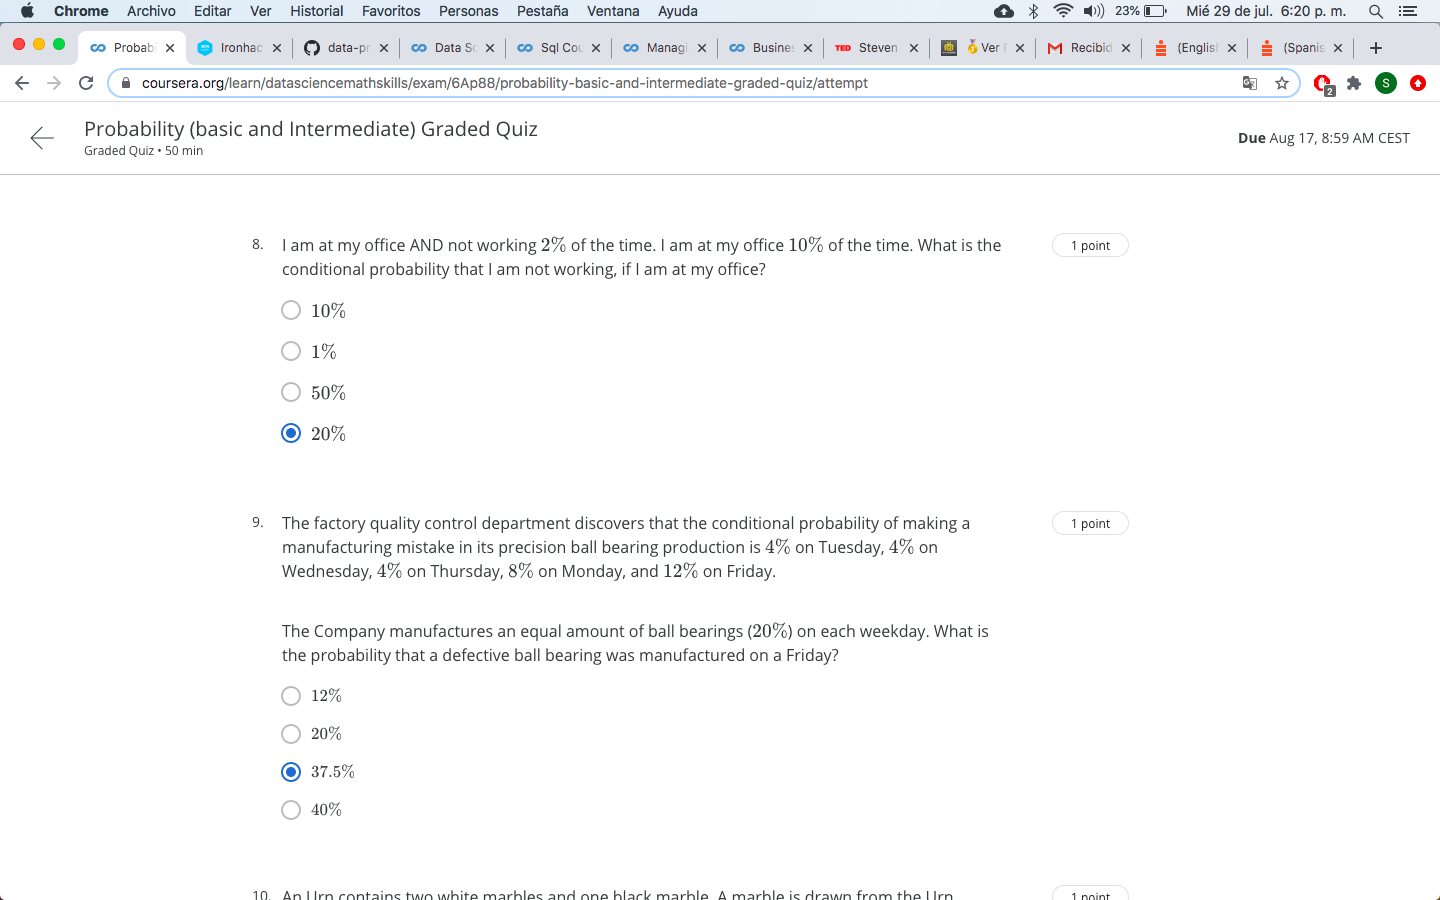 Chrome Archivo Editar Ver Historial Favoritos Personas Pestaña Ventana Ayuda 23% Mié 29 de jul. 6:20 p. m.
Probabi Ironhac data-pr Data Sc Sql Cou Managi Busines TED Steven Ver Recibid (English (Spanis
coursera.org/learn/datasciencemathskills/exam/6Ap88/probability-basic-and-intermediate-graded-quiz/attempt 2 S
Probability (basic and Intermediate) Graded Quiz
Graded Quiz • 50 min
Due Aug 17, 8:59 AM CEST
8. I am at my office AND not working 2% of the time. I am at my office 10% of the time. What is the 1 point
conditional probability that I am not working, if I am at my office?
10%
1%
50%
20%
9. The factory quality control department discovers that the conditional probability of making a 1 point
manufacturing mistake in its precision ball bearing production is 4% on Tuesday, 4% on
Wednesday, 4% on Thursday, 8% on Monday, and 12% on Friday.
The Company manufactures an equal amount of ball bearings (20%) on each weekday. What is
the probability that a defective ball bearing was manufactured on a Friday?
12%
20%
37.5%
40%
10. An Urn contains two white marbles and one black marble. A marble is drawn from the Urn 1 point